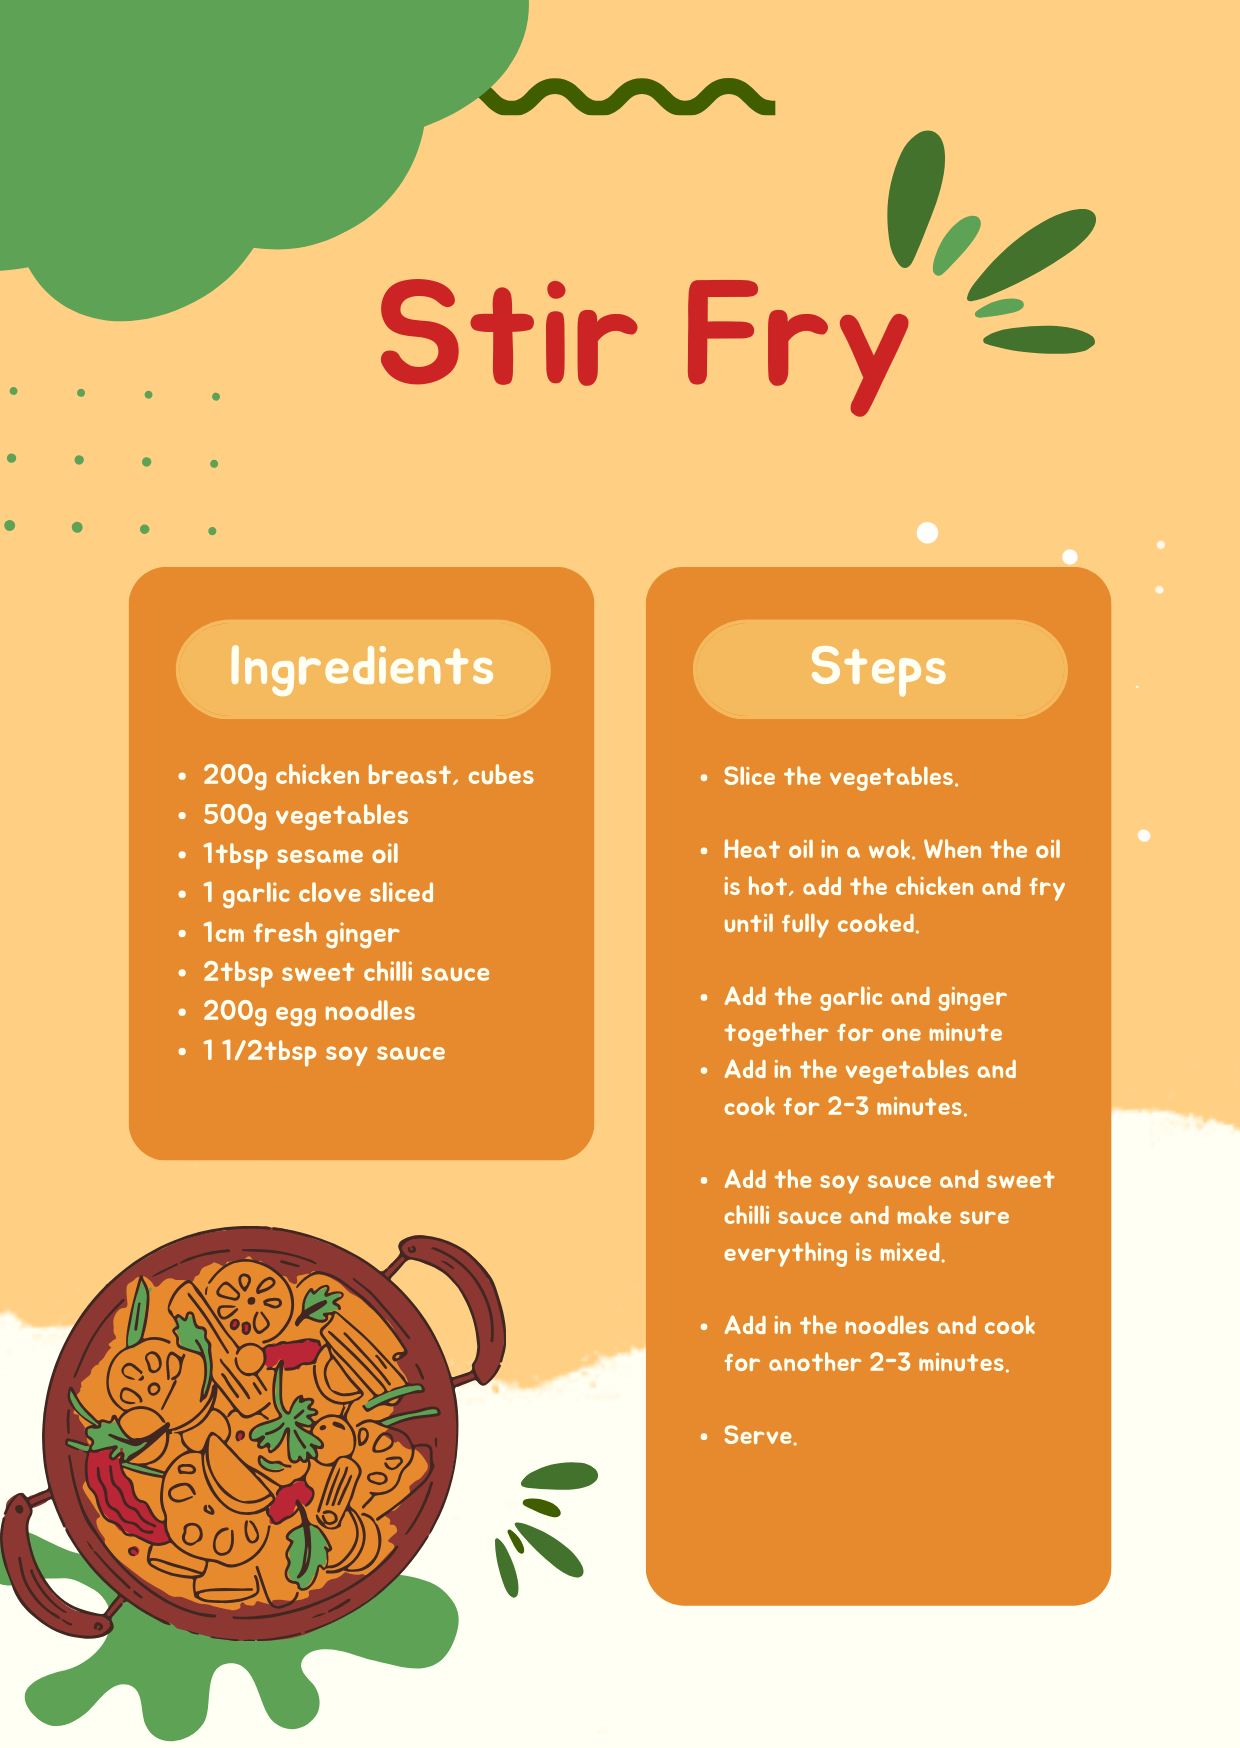 Stir Fry
Ingredients
• 200g chicken breast, cubes
• 500g vegetables
• 1tbsp sesame oil
• 1 garlic clove sliced
• 1cm fresh ginger
• 2tbsp sweet chilli sauce
• 200g egg noodles
• 1 1/2tbsp soy sauce
Steps
• Slice the vegetables.
• Heat oil in a wok. When the oil
is hot, add the chicken and fry
until fully cooked.
• Add the garlic and ginger
together for one minute
• Add in the vegetables and
cook for 2-3 minutes.
• Add the soy sauce and sweet
chilli sauce and make sure
everything is mixed.
• Add in the noodles and cook
for another 2-3 minutes.
• Serve.